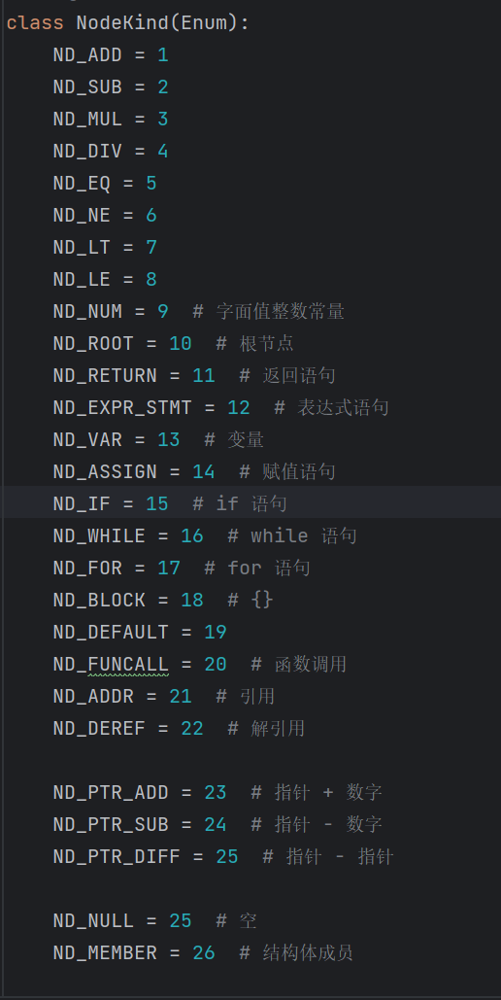 class NodeKind(Enum):
    ND_ADD = 1
    ND_SUB = 2
    ND_MUL = 3
    ND_DIV = 4
    ND_EQ = 5
    ND_NE = 6
    ND_LT = 7
    ND_LE = 8
    ND_NUM = 9  # 字面值整数常量
    ND_ROOT = 10  # 根节点
    ND_RETURN = 11  # 返回语句
    ND_EXPR_STMT = 12  # 表达式语句
    ND_VAR = 13  # 变量
    ND_ASSIGN = 14  # 赋值语句
    ND_IF = 15  # if 语句
    ND_WHILE = 16  # while 语句
    ND_FOR = 17  # for 语句
    ND_BLOCK = 18  # {}
    ND_DEFAULT = 19
    ND_FUNCALL = 20  # 函数调用
    ND_ADDR = 21  # 引用
    ND_DEREF = 22  # 解引用
    ND_PTR_ADD = 23  # 指针 + 数字
    ND_PTR_SUB = 24  # 指针 - 数字
    ND_PTR_DIFF = 25  # 指针 - 指针
    ND_NULL = 25  # 空
    ND_MEMBER = 26  # 结构体成员